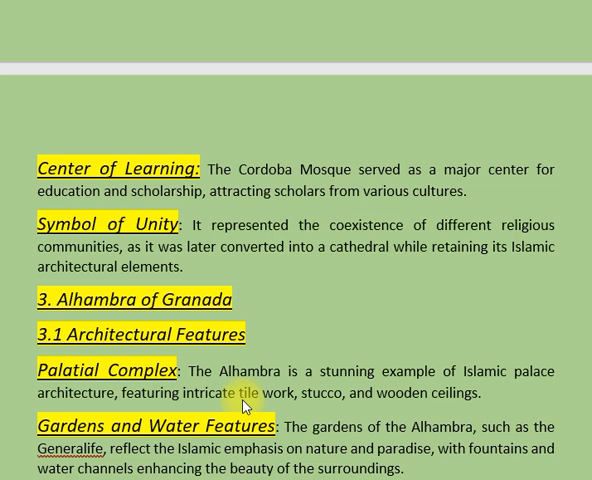 Center of Learning: The Cordoba Mosque served as a major center for
education and scholarship, attracting scholars from various cultures.
Symbol of Unity: It represented the coexistence of different religious
communities, as it was later converted into a cathedral while retaining its Islamic
architectural elements.
3. Alhambra of Granada
3.1 Architectural Features
Palatial Complex: The Alhambra is a stunning example of Islamic palace
architecture, featuring intricate tile work, stucco, and wooden ceilings.
Gardens and Water Features: The gardens of the Alhambra, such as the
Generalife, reflect the Islamic emphasis on nature and paradise, with fountains and
water channels enhancing the beauty of the surroundings.